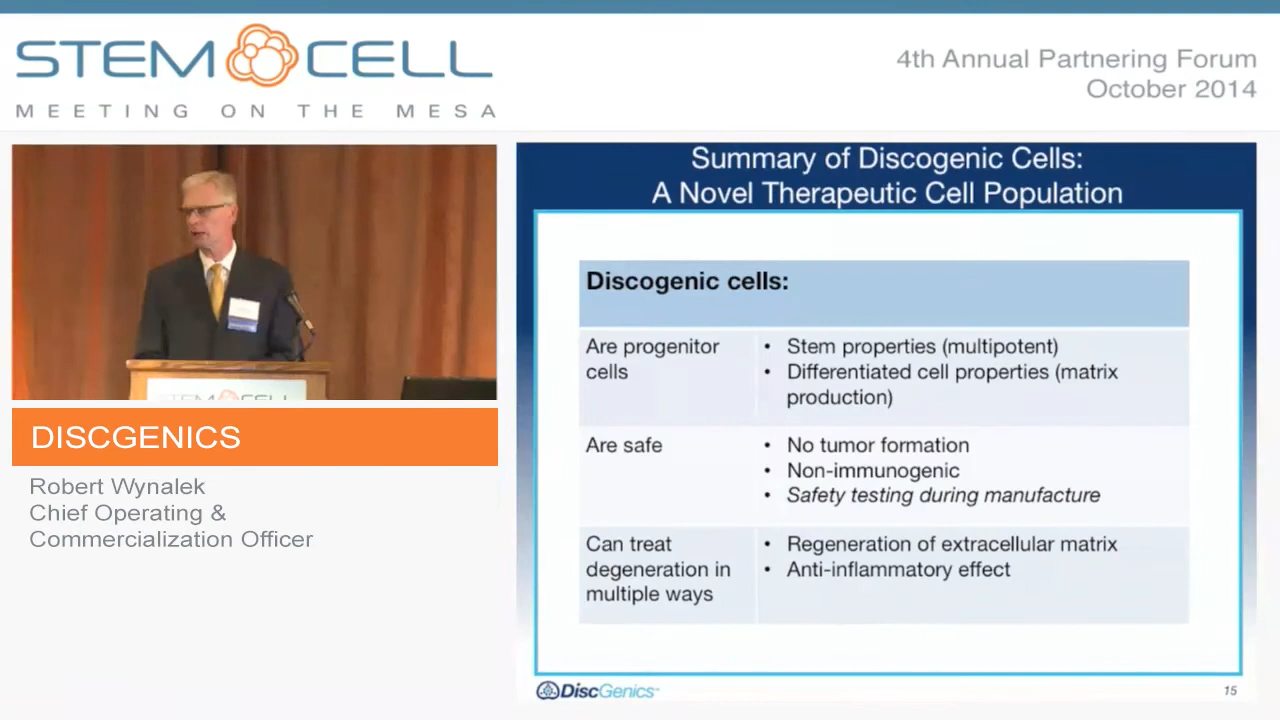 STEM CELL
MEETING ON THE MESA
4th Annual Partnering Forum
October 2014
STEM CELL
DISCGENICS
Robert Wynalek
Chief Operating &
Commercialization Officer
Summary of Discogenic Cells:
A Novel Therapeutic Cell Population
Discogenic cells:
Are progenitor
cells
• Stem properties (multipotent)
• Differentiated cell properties (matrix
production)
Are safe
• No tumor formation
• Non-immunogenic
• Safety testing during manufacture
Can treat
degeneration in
multiple ways
• Regeneration of extracellular matrix
• Anti-inflammatory effect
DiscGenics
15